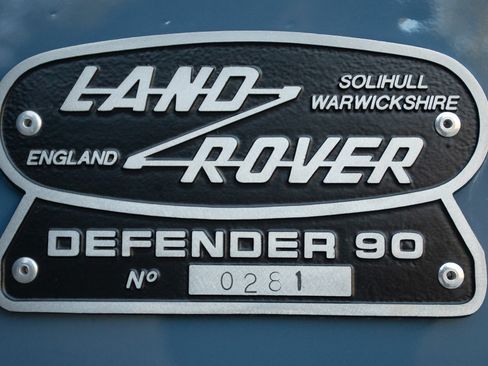 LAND
SOLIHULL
WARWICKSHIRE
ENGLAND
ROVER
DEFENDER 90
Nº 0281